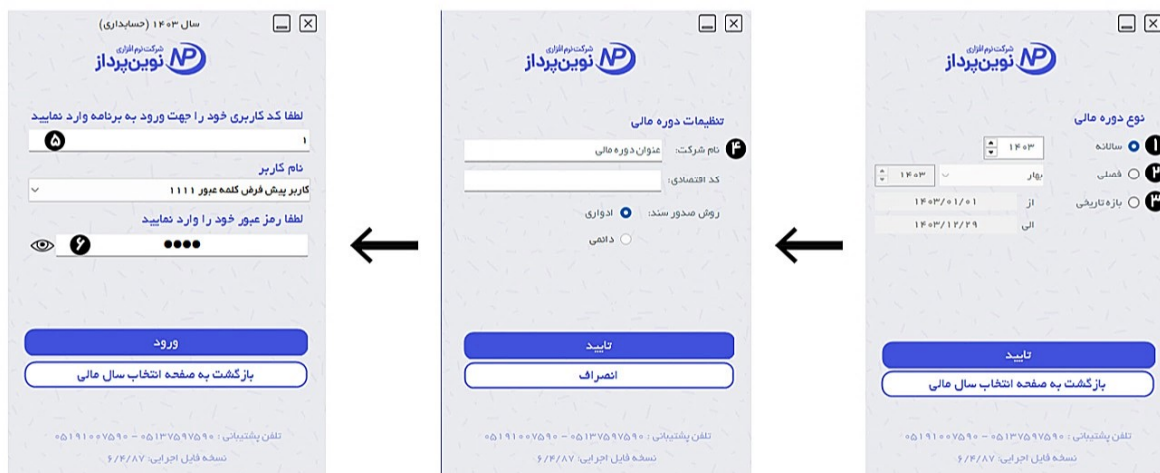 شرکت نرم افزاری
نوین‌پرداز
NP
نوع دوره مالی
۱ سالانه ۱۴۰۳
۲ فصلی بهار ۱۴۰۳
۳ بازه تاریخی از ۱۴۰۳/۰۱/۰۱
الی ۱۴۰۳/۱۲/۲۹
تایید
بازگشت به صفحه انتخاب سال مالی
تلفن پشتیبانی : ۰۵۱۳۷۵۹۷۵۹۰ – ۰۵۱۹۱۰۰۷۵۹۰
نسخه فایل اجرایی: ۶/۴/۸۷
شرکت نرم افزاری
نوین‌پرداز
NP
تنظیمات دوره مالی
۴ نام شرکت: عنوان دوره مالی
کد اقتصادی:
روش صدور سند: ادواری
دائمی
تایید
انصراف
تلفن پشتیبانی : ۰۵۱۳۷۵۹۷۵۹۰ – ۰۵۱۹۱۰۰۷۵۹۰
نسخه فایل اجرایی: ۶/۴/۸۷
سال ۱۴۰۳ (حسابداری)
شرکت نرم افزاری
نوین‌پرداز
NP
لطفا کد کاربری خود را جهت ورود به برنامه وارد نمایید
۱ ۵
نام کاربر
کاربر پیش فرض کلمه عبور ۱۱۱۱
لطفا رمز عبور خود را وارد نمایید
●●●● ۶
ورود
بازگشت به صفحه انتخاب سال مالی
تلفن پشتیبانی : ۰۵۱۳۷۵۹۷۵۹۰ – ۰۵۱۹۱۰۰۷۵۹۰
نسخه فایل اجرایی: ۶/۴/۸۷